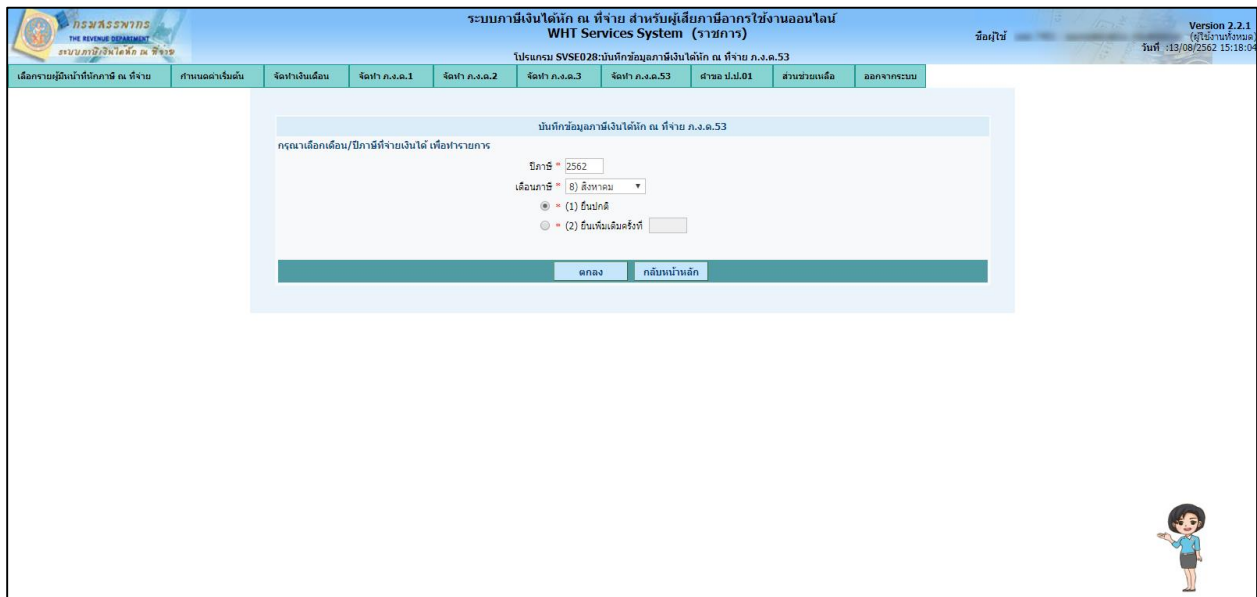 กรมสรรพากร
THE REVENUE DEPARTMENT
ระบบภาษีเงินได้หัก ณ ที่จ่าย
ระบบภาษีเงินได้หัก ณ ที่จ่าย สำหรับผู้เสียภาษีอากรใช้งานออนไลน์
WHT Services System (ราชการ)
โปรแกรม SVSE028:บันทึกข้อมูลภาษีเงินได้หัก ณ ที่จ่าย ภ.ง.ด.53
ชื่อผู้ใช้
Version 2.2.1
(ผู้ใช้งานทั้งหมด)
วันที่ :13/08/2562 15:18:04
เลือกรายผู้มีหน้าที่หักภาษี ณ ที่จ่าย กำหนดค่าเริ่มต้น จัดทำเงินเดือน จัดทำ ภ.ง.ด.1 จัดทำ ภ.ง.ด.2 จัดทำ ภ.ง.ด.3 จัดทำ ภ.ง.ด.53 คำขอ ป.ป.01 ส่วนช่วยเหลือ ออกจากระบบ
บันทึกข้อมูลภาษีเงินได้หัก ณ ที่จ่าย ภ.ง.ด.53
กรุณาเลือกเดือน/ปีภาษีที่จ่ายเงินได้ เพื่อทำรายการ
ปีภาษี * 2562
เดือนภาษี * 8) สิงหาคม
* (1) ยื่นปกติ
* (2) ยื่นเพิ่มเติมครั้งที่
ตกลง กลับหน้าหลัก